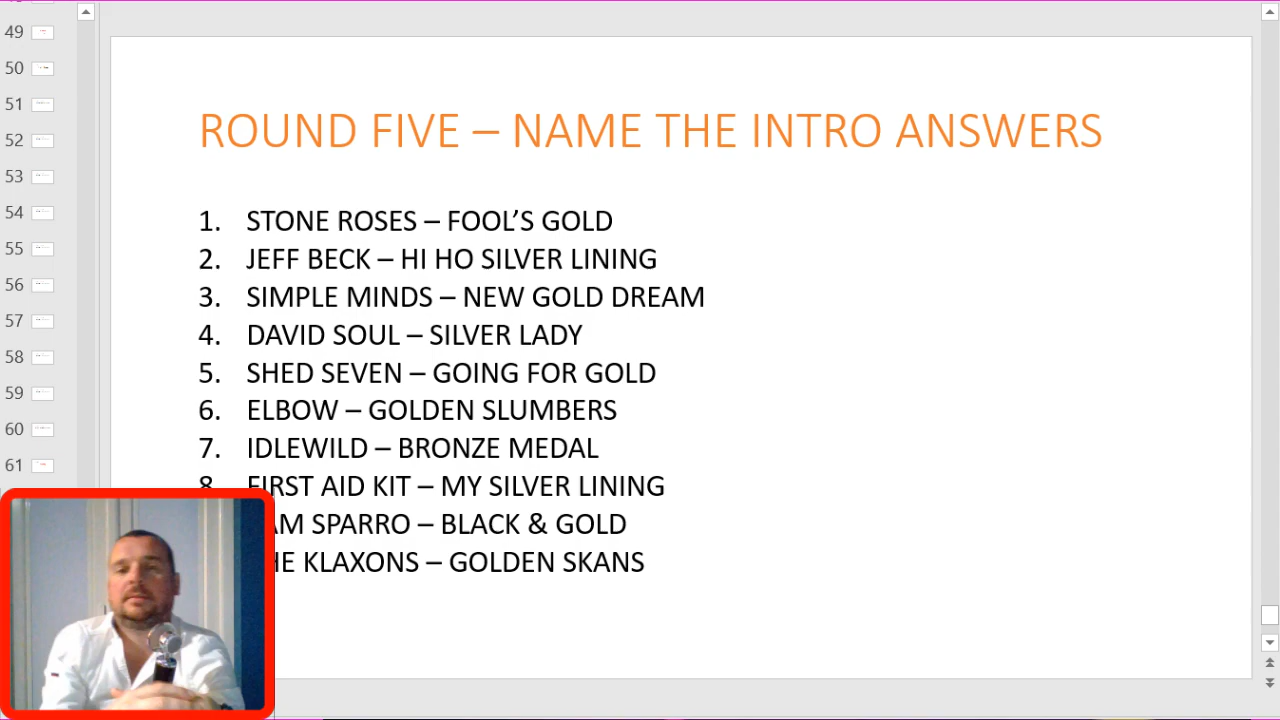 49
50
51
52
53
54
55
56
57
58
59
60
61
ROUND FIVE – NAME THE INTRO ANSWERS
1. STONE ROSES – FOOL’S GOLD
2. JEFF BECK – HI HO SILVER LINING
3. SIMPLE MINDS – NEW GOLD DREAM
4. DAVID SOUL – SILVER LADY
5. SHED SEVEN – GOING FOR GOLD
6. ELBOW – GOLDEN SLUMBERS
7. IDLEWILD – BRONZE MEDAL
8. FIRST AID KIT – MY SILVER LINING
SPARRO – BLACK & GOLD
KLAXONS – GOLDEN SKANS